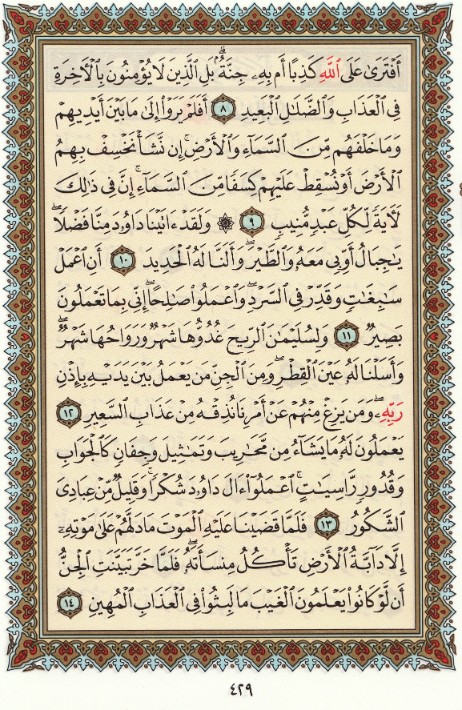 أَفْتَرَىٰ عَلَى ٱللَّهِ كَذِبًا أَم بِهِۦ جِنَّةٌۢ ۗ بَلِ ٱلَّذِينَ لَا يُؤْمِنُونَ بِٱلْأَخِرَةِ
فِى ٱلْعَذَابِ وَٱلضَّلَٰلِ ٱلْبَعِيدِ ٨ أَفَلَمْ يَرَوْا۟ إِلَىٰ مَا بَيْنَ أَيْدِيهِمْ
وَمَا خَلْفَهُم مِّنَ ٱلسَّمَآءِ وَٱلْأَرْضِ ۚ إِن نَّشَأْ نَخْسِفْ بِهِمُ
ٱلْأَرْضَ أَوْ نُسْقِطْ عَلَيْهِمْ كِسَفًا مِّنَ ٱلسَّمَآءِ ۚ إِنَّ فِى ذَٰلِكَ
لَأَيَةً لِّكُلِّ عَبْدٍ مُّنِيبٍ ٩ ۞ وَلَقَدْ ءَاتَيْنَا دَاوُۥدَ مِنَّا فَضْلًا ۖ
يَٰجِبَالُ أَوِّبِى مَعَهُۥ وَٱلطَّيْرَ ۖ وَأَلَنَّا لَهُ ٱلْحَدِيدَ ١٠ أَنِ ٱعْمَلْ
سَٰبِغَٰتٍ وَقَدِّرْ فِى ٱلسَّرْدِ ۖ وَٱعْمَلُوا۟ صَٰلِحًا ۖ إِنِّى بِمَا تَعْمَلُونَ
بَصِيرٌ ١١ وَلِسُلَيْمَٰنَ ٱلرِّيحَ غُدُوُّهَا شَهْرٌ وَرَوَاحُهَا شَهْرٌ ۖ
وَأَسَلْنَا لَهُۥ عَيْنَ ٱلْقِطْرِ ۖ وَمِنَ ٱلْجِنِّ مَن يَعْمَلُ بَيْنَ يَدَيْهِ بِإِذْنِ
رَبِّهِۦ ۖ وَمَن يَزِغْ مِنْهُمْ عَنْ أَمْرِنَا نُذِقْهُ مِنْ عَذَابِ ٱلسَّعِيرِ ١٢
يَعْمَلُونَ لَهُۥ مَا يَشَآءُ مِن مَّحَٰرِيبَ وَتَمَٰثِيلَ وَجِفَانٍ كَٱلْجَوَابِ
وَقُدُورٍ رَّاسِيَٰتٍ ۚ ٱعْمَلُوٓا۟ ءَالَ دَاوُۥدَ شُكْرًا ۚ وَقَلِيلٌ مِّنْ عِبَادِىَ
ٱلشَّكُورُ ١٣ فَلَمَّا قَضَيْنَا عَلَيْهِ ٱلْمَوْتَ مَا دَلَّهُمْ عَلَىٰ مَوْتِهِۦٓ
إِلَّا دَآبَّةُ ٱلْأَرْضِ تَأْكُلُ مِنسَأَتَهُۥ ۖ فَلَمَّا خَرَّ تَبَيَّنَتِ ٱلْجِنُّ
أَن لَّوْ كَانُوا۟ يَعْلَمُونَ ٱلْغَيْبَ مَا لَبِثُوا۟ فِى ٱلْعَذَابِ ٱلْمُهِينِ ١٤
٤٢٩